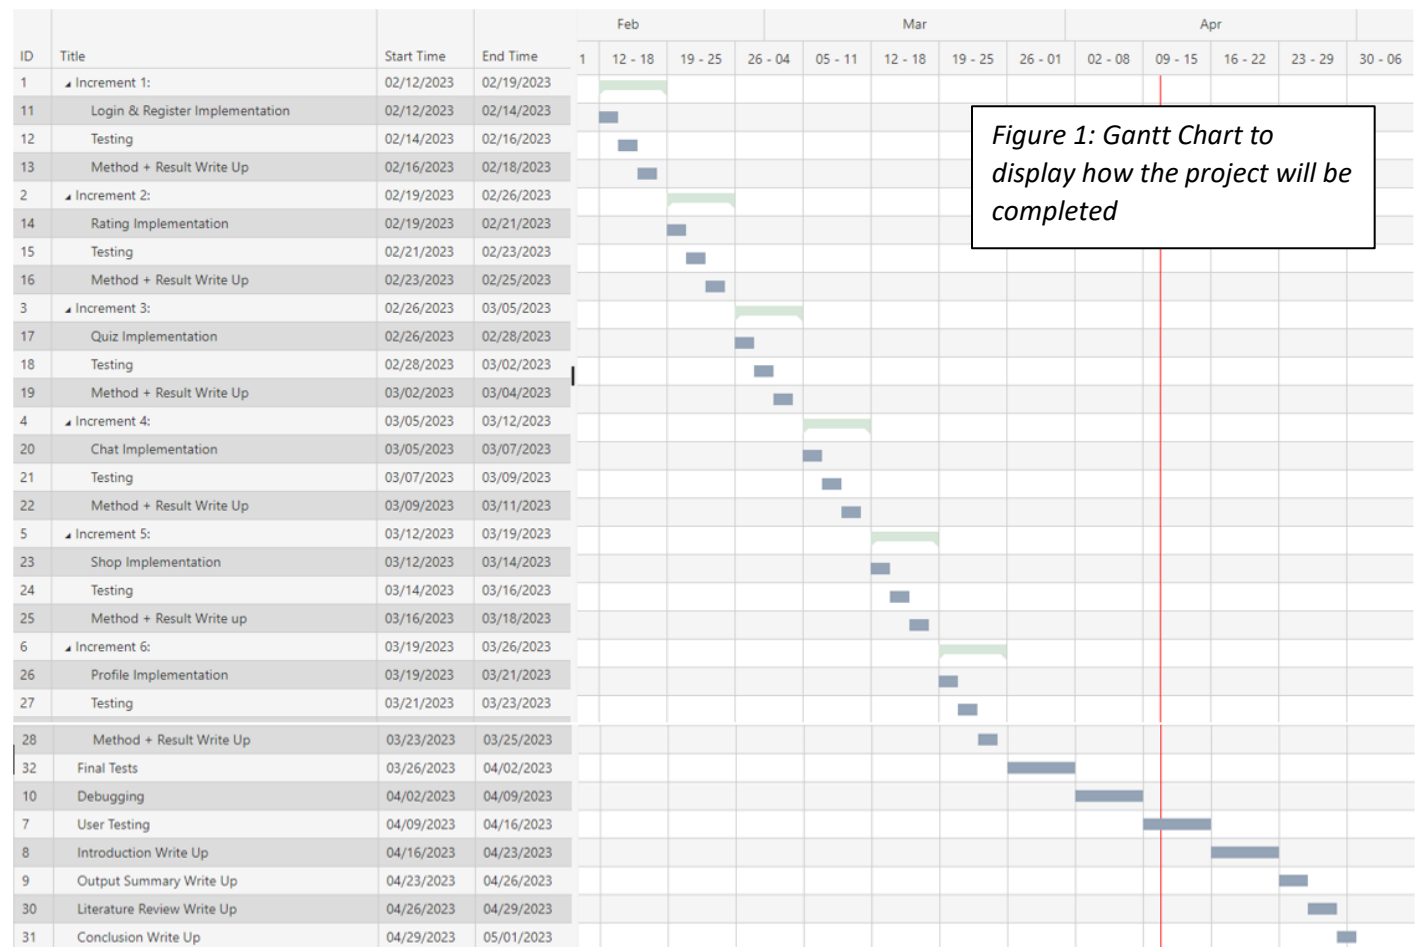 Feb Mar Apr
ID Title Start Time End Time 1 12 - 18 19 - 25 26 - 04 05 - 11 12 - 18 19 - 25 26 - 01 02 - 08 09 - 15 16 - 22 23 - 29 30 - 06
1 Increment 1: 02/12/2023 02/19/2023
11 Login & Register Implementation 02/12/2023 02/14/2023
12 Testing 02/14/2023 02/16/2023
13 Method + Result Write Up 02/16/2023 02/18/2023
2 Increment 2: 02/19/2023 02/26/2023
14 Rating Implementation 02/19/2023 02/21/2023
15 Testing 02/21/2023 02/23/2023
16 Method + Result Write Up 02/23/2023 02/25/2023
3 Increment 3: 02/26/2023 03/05/2023
17 Quiz Implementation 02/26/2023 02/28/2023
18 Testing 02/28/2023 03/02/2023
19 Method + Result Write Up 03/02/2023 03/04/2023
4 Increment 4: 03/05/2023 03/12/2023
20 Chat Implementation 03/05/2023 03/07/2023
21 Testing 03/07/2023 03/09/2023
22 Method + Result Write Up 03/09/2023 03/11/2023
5 Increment 5: 03/12/2023 03/19/2023
23 Shop Implementation 03/12/2023 03/14/2023
24 Testing 03/14/2023 03/16/2023
25 Method + Result Write up 03/16/2023 03/18/2023
6 Increment 6: 03/19/2023 03/26/2023
26 Profile Implementation 03/19/2023 03/21/2023
27 Testing 03/21/2023 03/23/2023
28 Method + Result Write Up 03/23/2023 03/25/2023
32 Final Tests 03/26/2023 04/02/2023
10 Debugging 04/02/2023 04/09/2023
7 User Testing 04/09/2023 04/16/2023
8 Introduction Write Up 04/16/2023 04/23/2023
9 Output Summary Write Up 04/23/2023 04/26/2023
30 Literature Review Write Up 04/26/2023 04/29/2023
31 Conclusion Write Up 04/29/2023 05/01/2023
Figure 1: Gantt Chart to
display how the project will be
completed